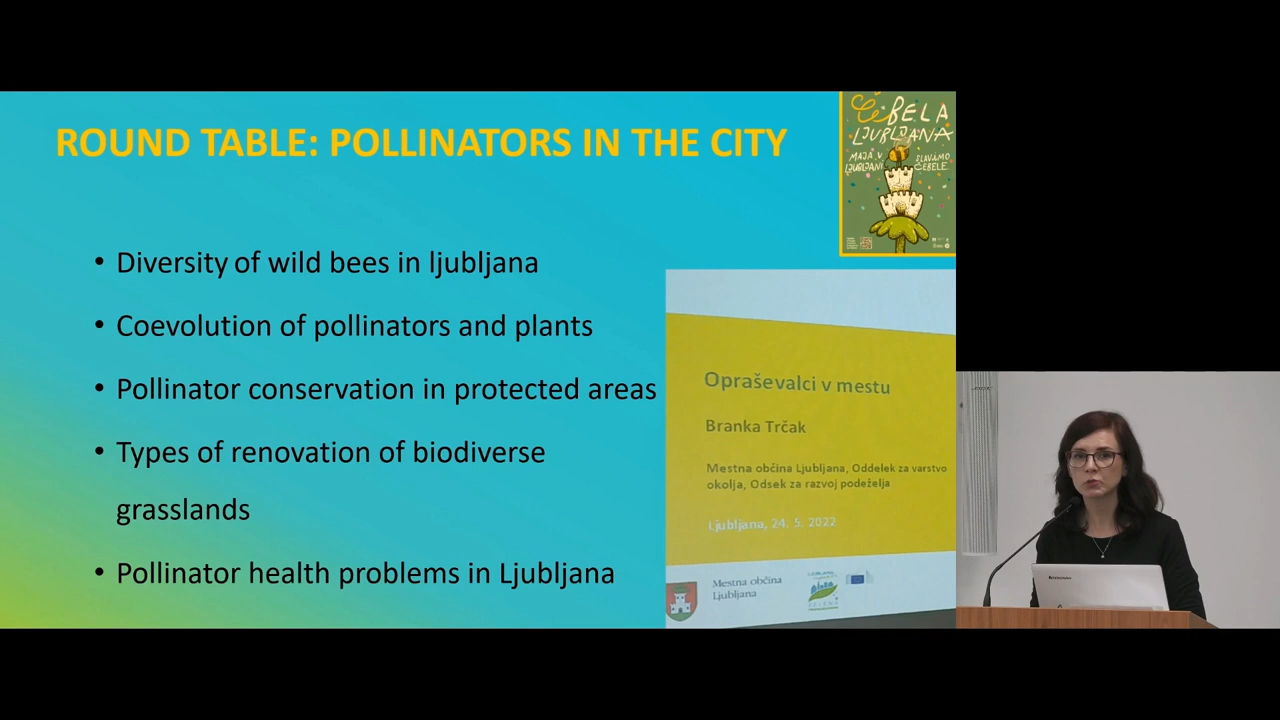 ROUND TABLE: POLLINATORS IN THE CITY
ČEBELA
LJUBLJANA
MAJA V
LJUBLJANI
SLAVIMO
ČEBELE
• Diversity of wild bees in ljubljana
• Coevolution of pollinators and plants
• Pollinator conservation in protected areas
• Types of renovation of biodiverse
grasslands
• Pollinator health problems in Ljubljana
Opraševalci v mestu
Branka Trčak
Mestna občina Ljubljana, Oddelek za varstvo
okolja, Odsek za razvoj podeželja
Ljubljana, 24. 5. 2022
Mestna občina
Ljubljana